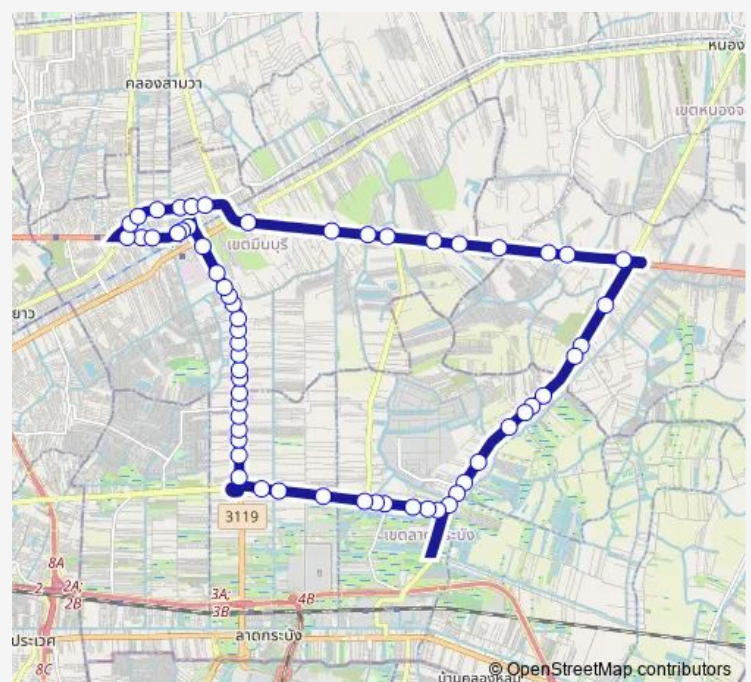 หนอง
คลองสามวา
เขตหนองจ
เขตมีนบุรี
ยาว
3119
เขตลาดกระบัง
8A
2
2A;
2B
3A;
3B
4B
ลาดกระบัง
ประเวศ
8C
© OpenStreetMap contributors